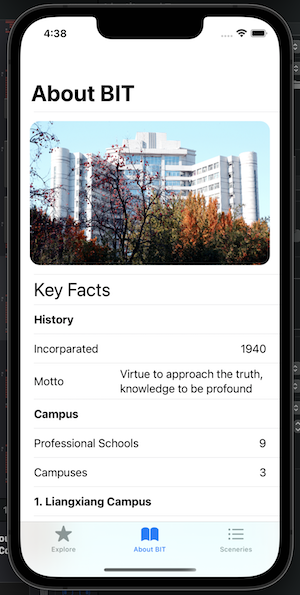 4:38
About BIT
Key Facts
History
Incorparated 1940
Motto Virtue to approach the truth,
knowledge to be profound
Campus
Professional Schools 9
Campuses 3
1. Liangxiang Campus
Explore About BIT Sceneries